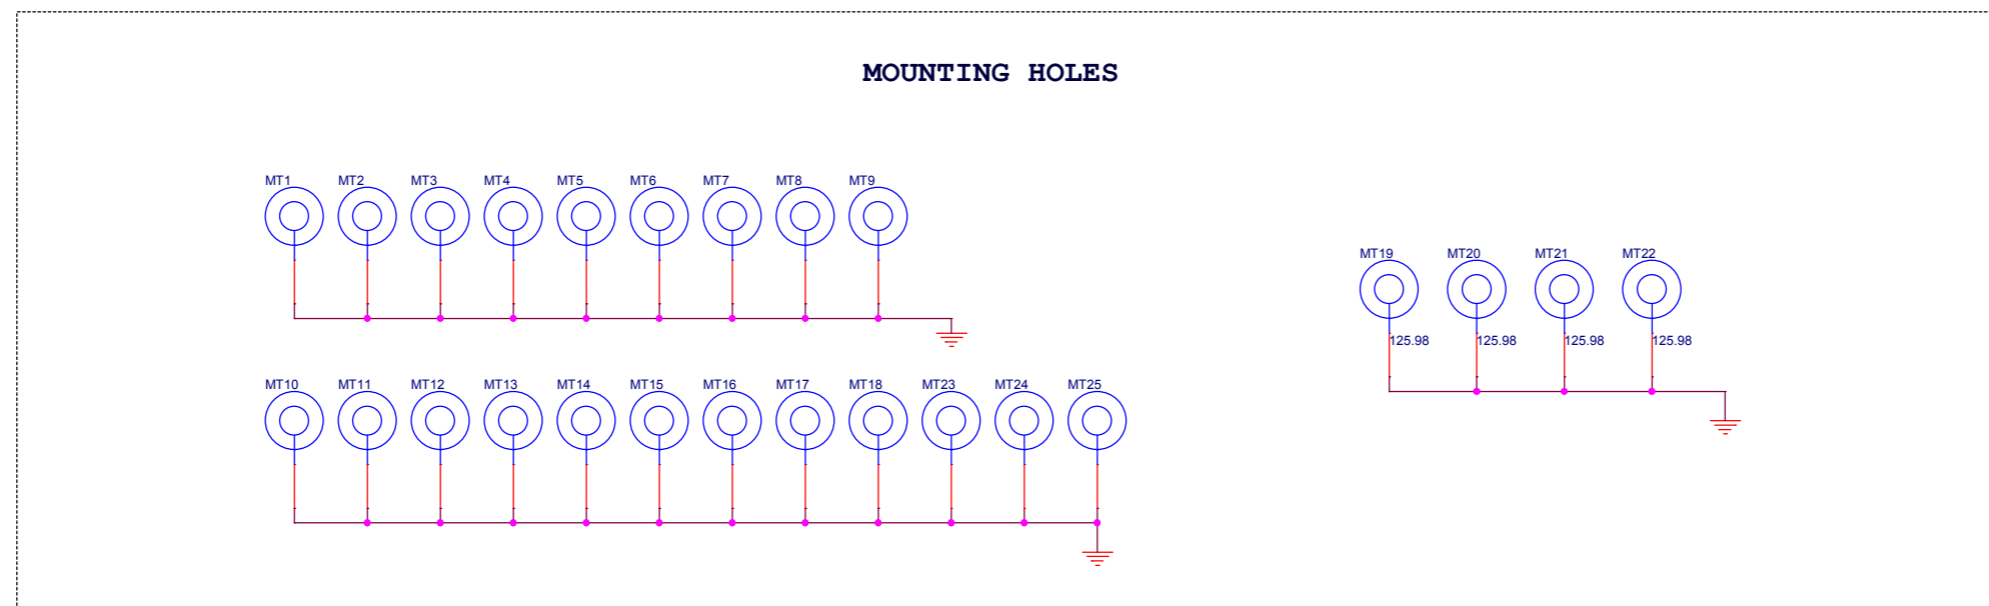 MOUNTING HOLES
MT1 MT2 MT3 MT4 MT5 MT6 MT7 MT8 MT9
MT19 MT20 MT21 MT22
125.98 125.98 125.98 125.98
MT10 MT11 MT12 MT13 MT14 MT15 MT16 MT17 MT18 MT23 MT24 MT25